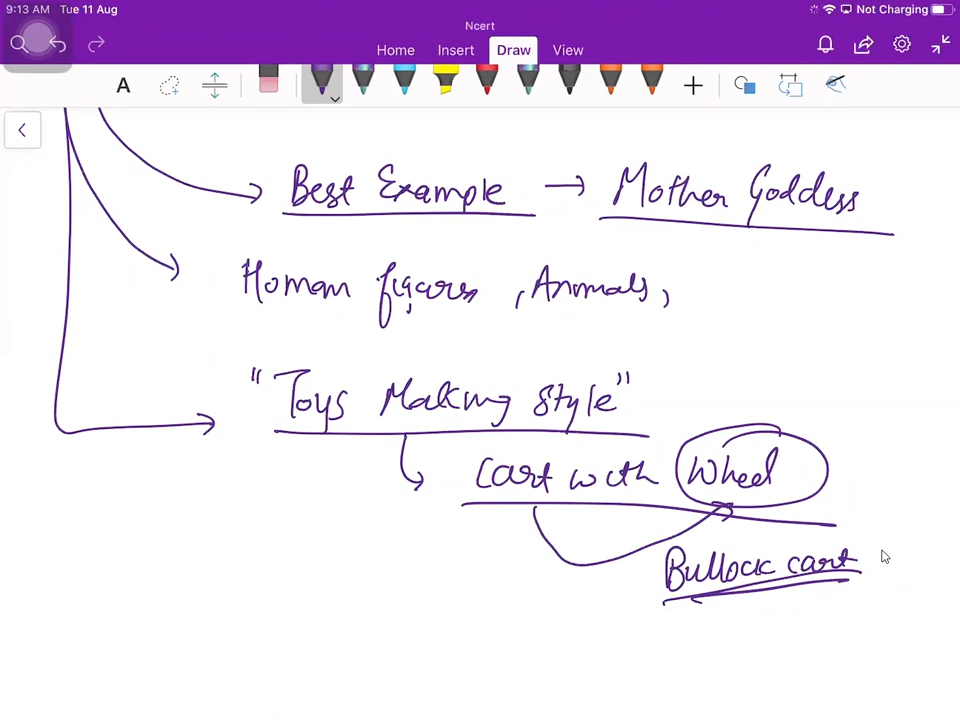 9:13 AM Tue 11 Aug Not Charging
Ncert
Home Insert Draw View
A
Best Example → Mother Goddess
Human figures, Animals,
"Toys Making Style"
Cart with Wheel
Bullock cart